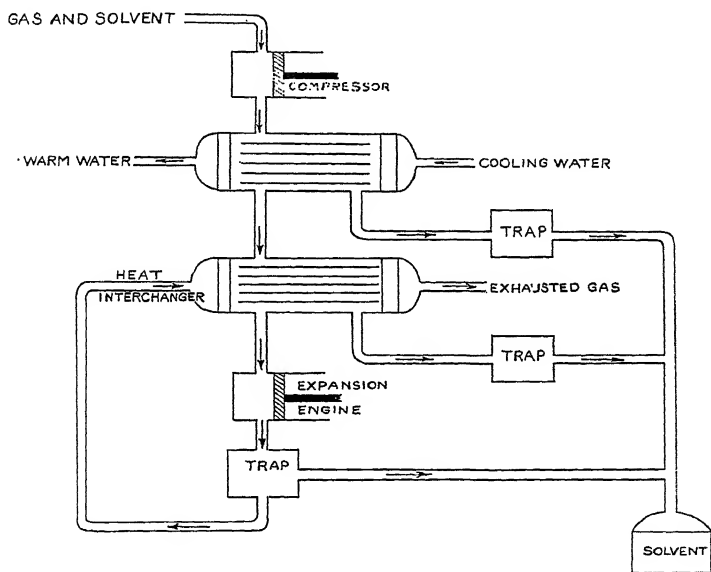 GAS AND SOLVENT
COMPRESSOR
WARM WATER
COOLING WATER
TRAP
HEAT
INTERCHANGER
EXHAUSTED GAS
TRAP
EXPANSION
ENGINE
TRAP
SOLVENT